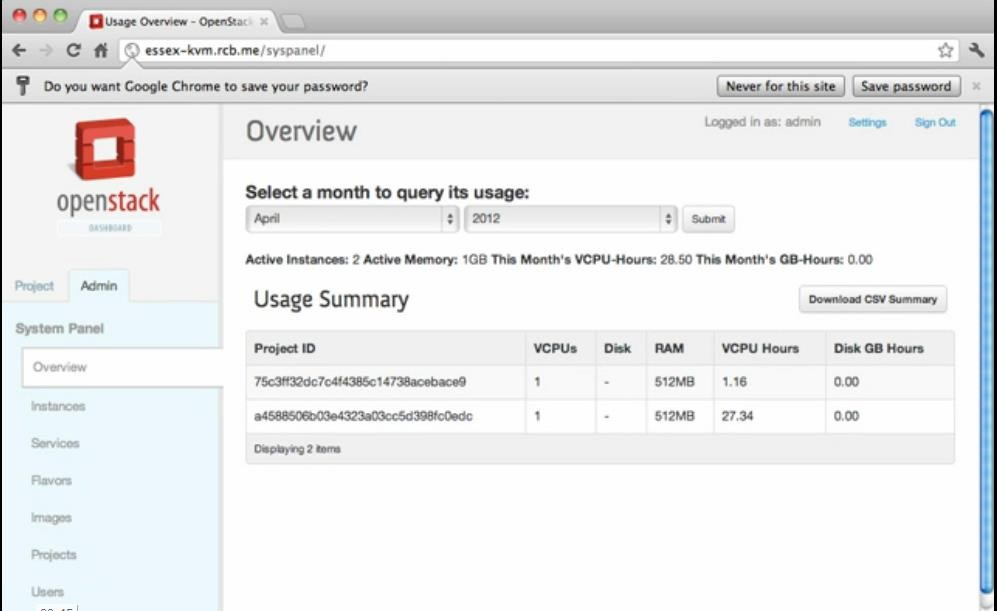 Usage Overview - OpenStack
essex-kvm.rcb.me/syspanel/
Do you want Google Chrome to save your password? Never for this site Save password
openstack
DASHBOARD
Project Admin
System Panel
Overview
Instances
Services
Flavors
Images
Projects
Users
Overview
Logged in as: admin Settings Sign Out
Select a month to query its usage:
April 2012 Submit
Active Instances: 2 Active Memory: 1GB This Month's VCPU-Hours: 28.50 This Month's GB-Hours: 0.00
Usage Summary Download CSV Summary
Project ID VCPUs Disk RAM VCPU Hours Disk GB Hours
75c3ff32dc7c4f4385c14738acebace9 1 - 512MB 1.16 0.00
a4588506b03e4323a03cc5d398fc0edc 1 - 512MB 27.34 0.00
Displaying 2 items